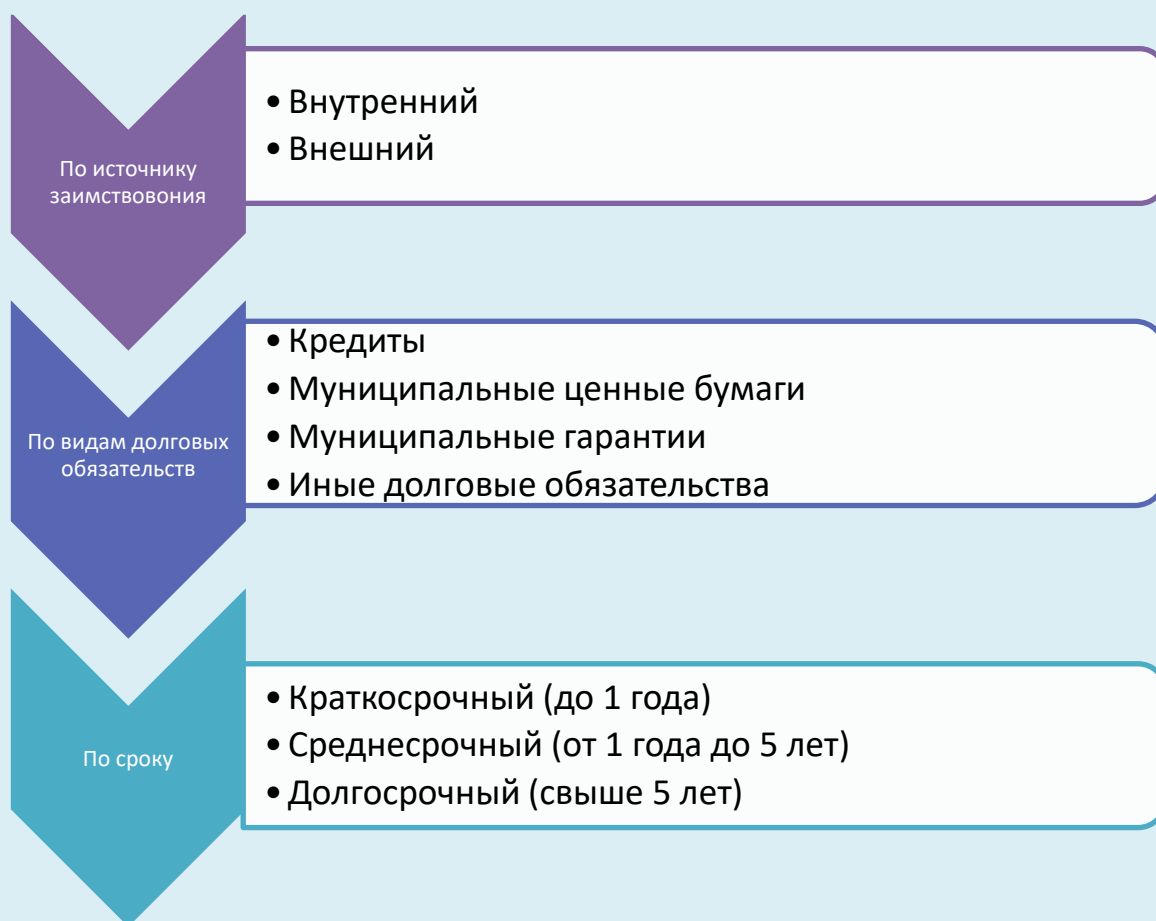 По источнику
заимствовония
• Внутренний
• Внешний
По видам долговых
обязательств
• Кредиты
• Муниципальные ценные бумаги
• Муниципальные гарантии
• Иные долговые обязательства
По сроку
• Краткосрочный (до 1 года)
• Среднесрочный (от 1 года до 5 лет)
• Долгосрочный (свыше 5 лет)